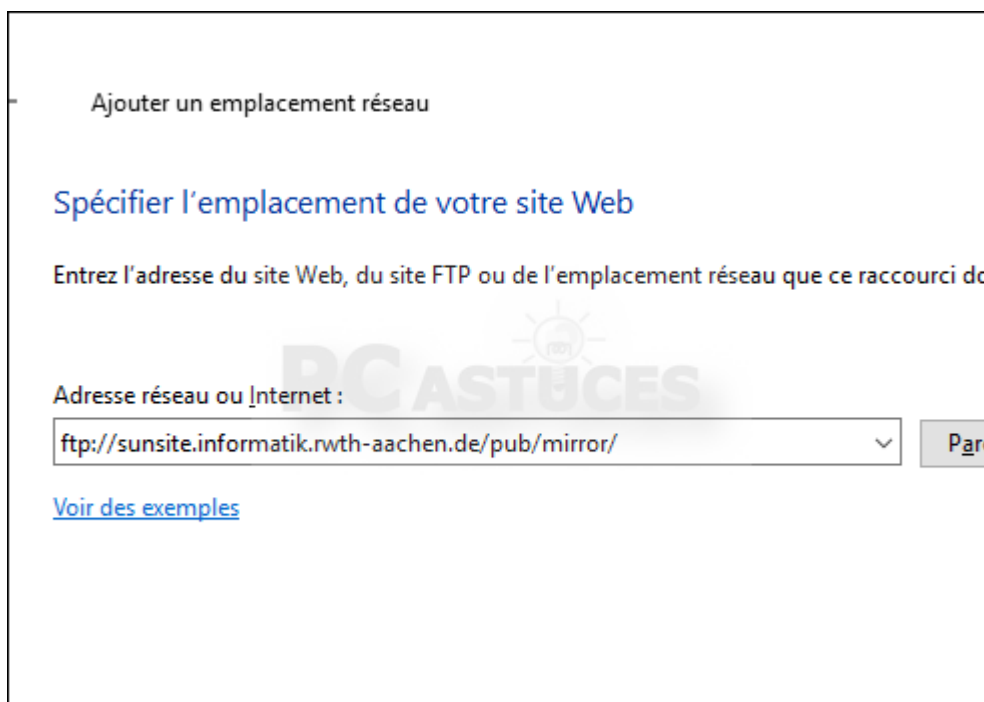 Ajouter un emplacement réseau
Spécifier l’emplacement de votre site Web
Entrez l’adresse du site Web, du site FTP ou de l’emplacement réseau que ce raccourci
PC ASTUCES
Adresse réseau ou Internet :
ftp://sunsite.informatik.rwth-aachen.de/pub/mirror/
Voir des exemples